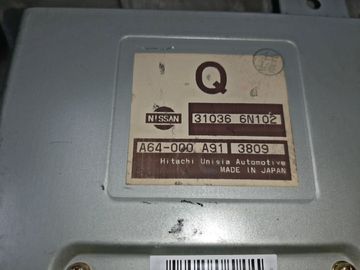 Q
NISSAN
31036 6N102
A64-000 A91 3809
Hitachi Unisia Automotive
MADE IN JAPAN